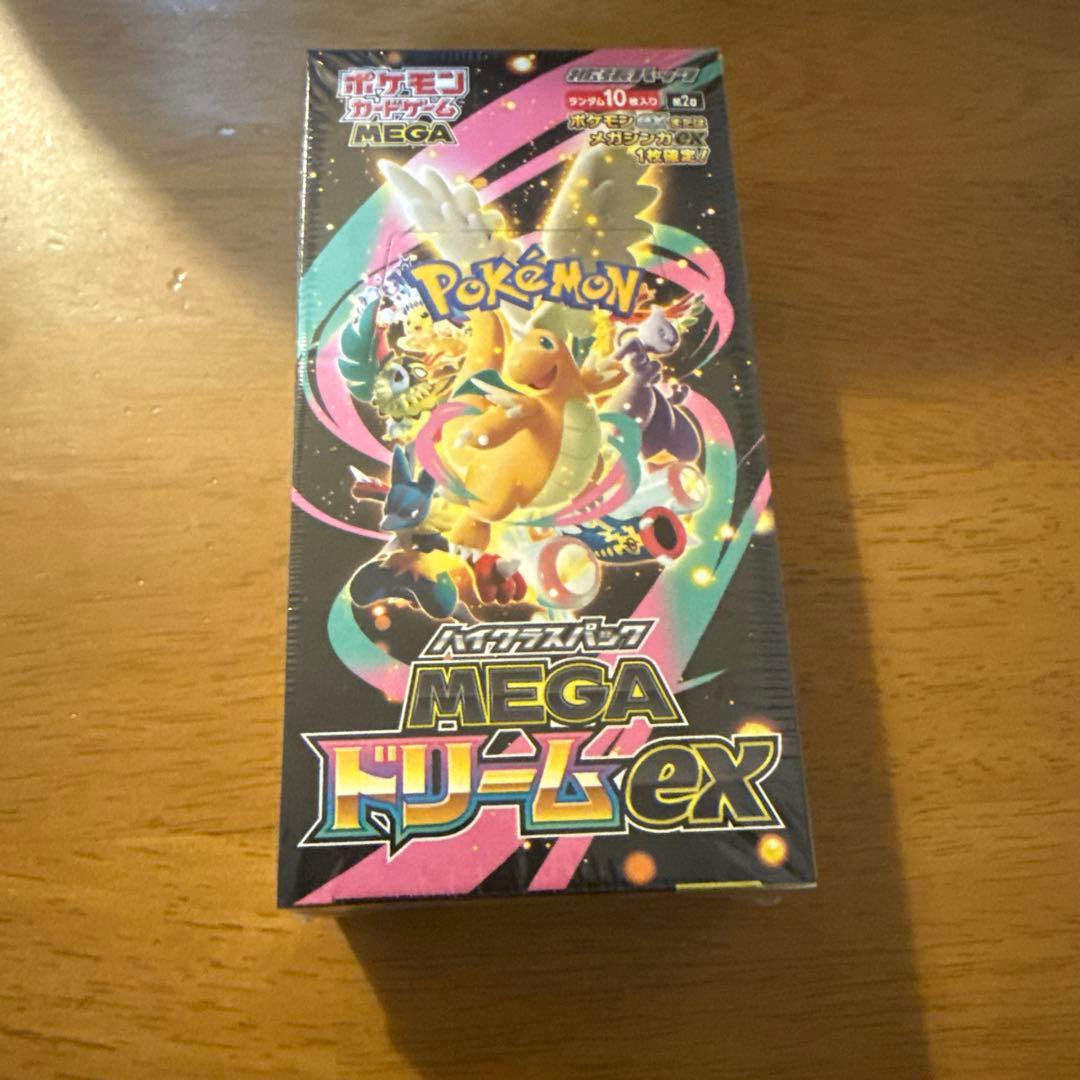 ポケモン
カードゲーム
MEGA
拡張パック
ランダム10枚入り
ポケモンexまたは
メガシンカex
1枚確定!
POKéMON
ハイクラスパック
MEGA
ドリームex